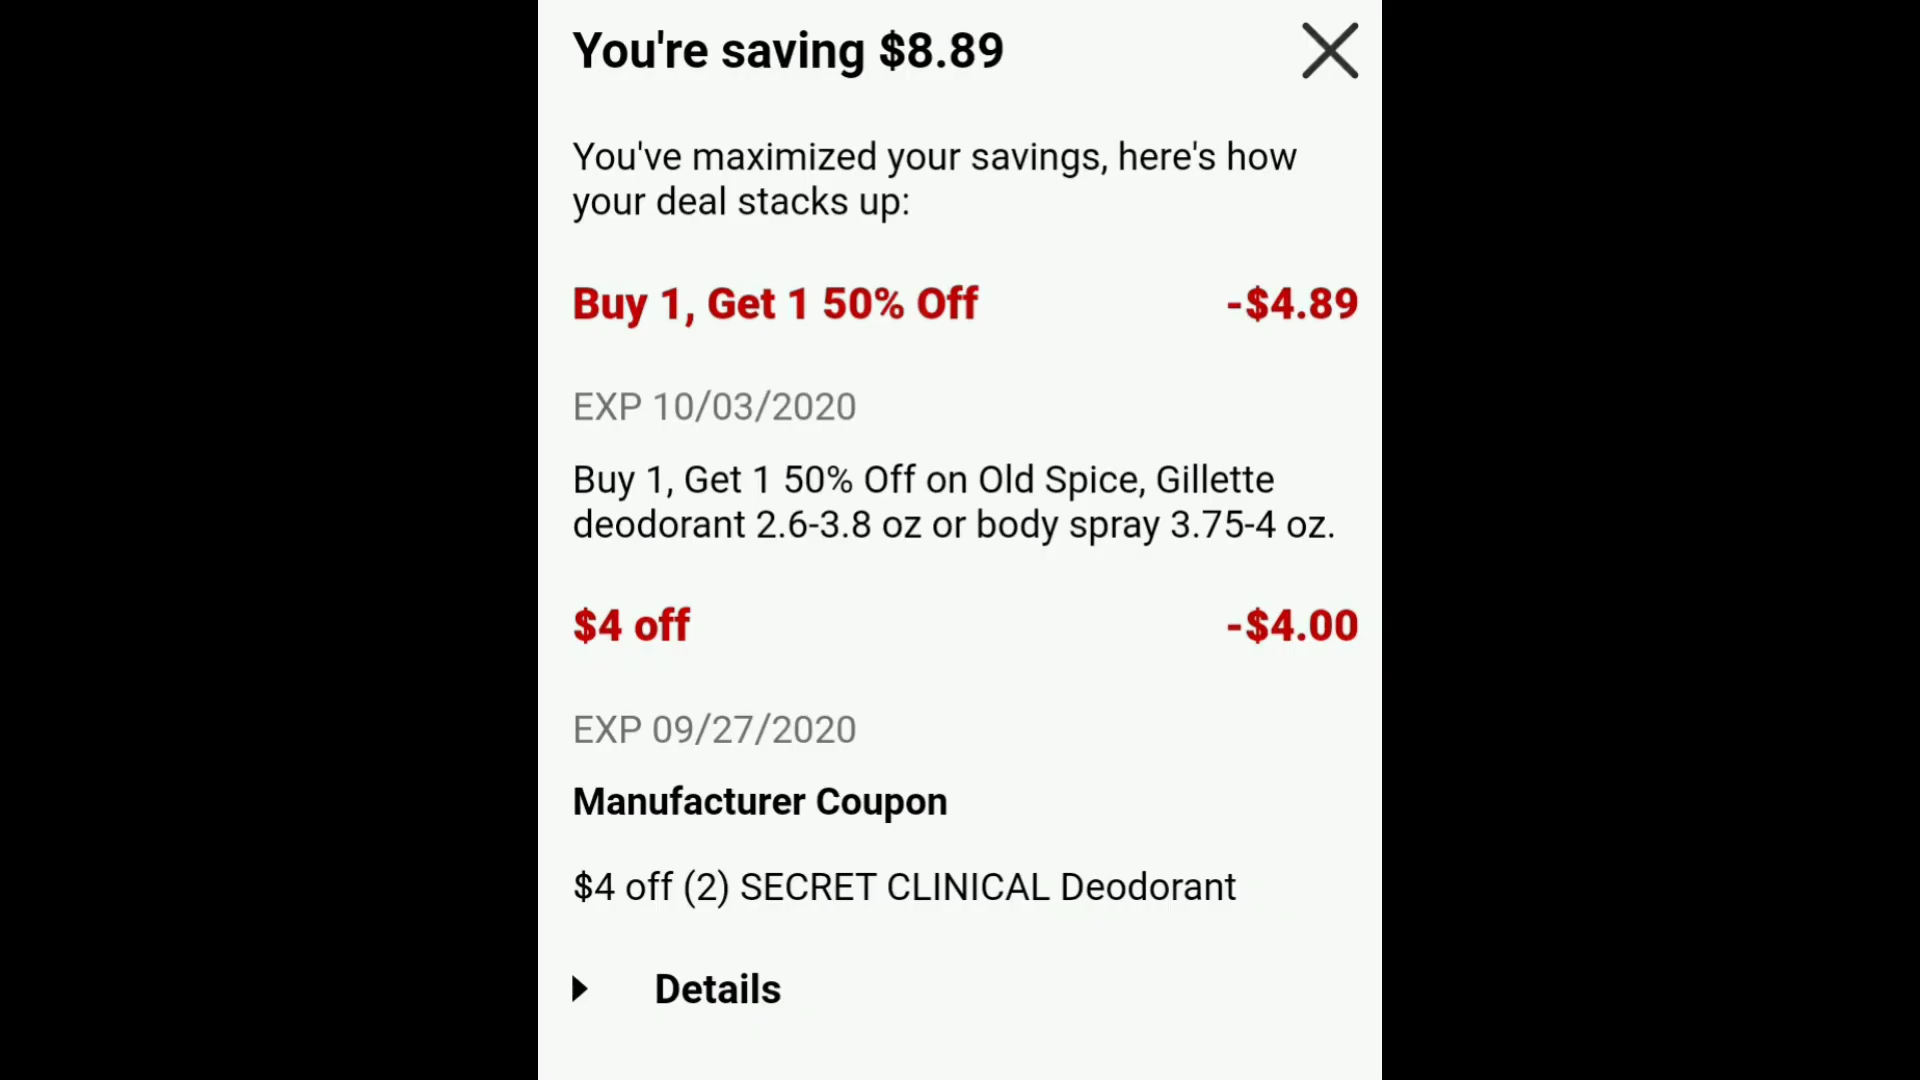 You're saving $8.89
You've maximized your savings, here's how
your deal stacks up:
Buy 1, Get 1 50% Off -$4.89
EXP 10/03/2020
Buy 1, Get 1 50% Off on Old Spice, Gillette
deodorant 2.6-3.8 oz or body spray 3.75-4 oz.
$4 off -$4.00
EXP 09/27/2020
Manufacturer Coupon
$4 off (2) SECRET CLINICAL Deodorant
Details